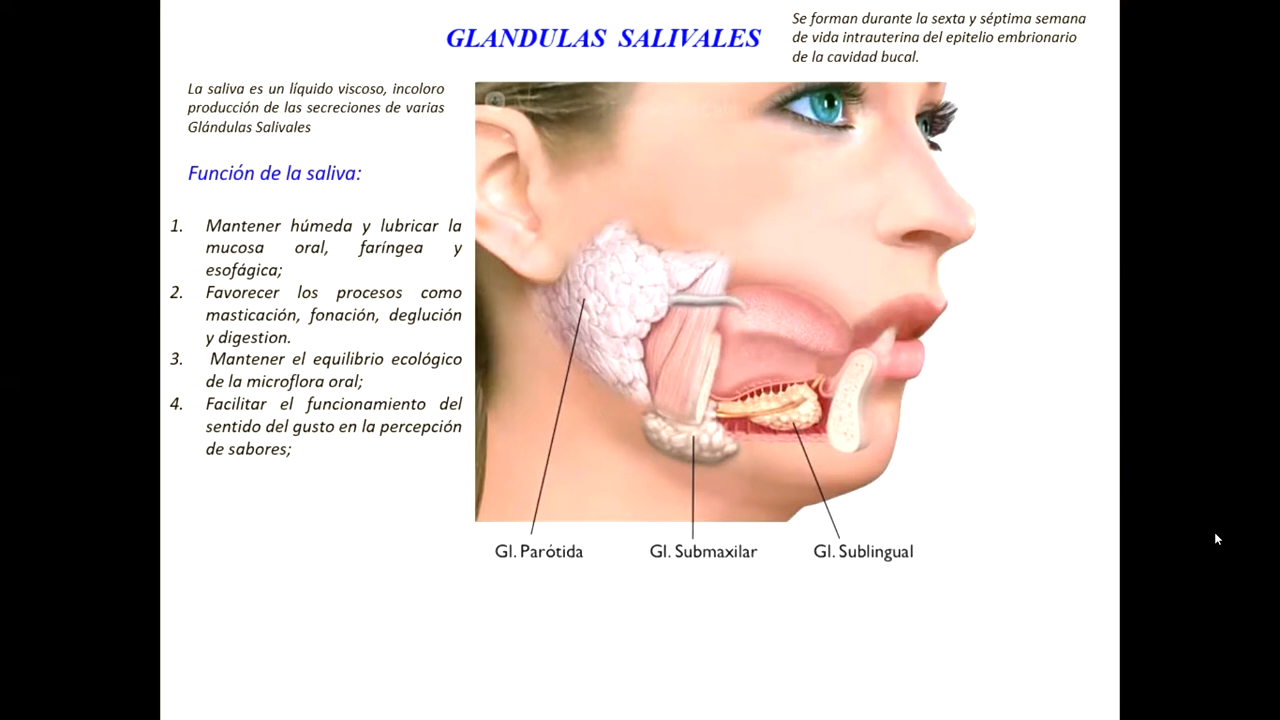 GLANDULAS SALIVALES
Se forman durante la sexta y séptima semana
de vida intrauterina del epitelio embrionario
de la cavidad bucal.
La saliva es un líquido viscoso, incoloro
producción de las secreciones de varias
Glándulas Salivales
Función de la saliva:
1. Mantener húmeda y lubricar la
mucosa oral, faríngea y
esofágica;
2. Favorecer los procesos como
masticación, fonación, deglución
y digestion.
3. Mantener el equilibrio ecológico
de la microflora oral;
4. Facilitar el funcionamiento del
sentido del gusto en la percepción
de sabores;
Gl. Parótida
Gl. Submaxilar
Gl. Sublingual